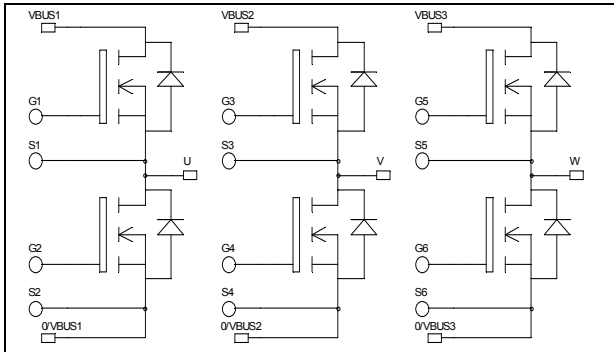 VBUS1 VBUS2 VBUS3
G1 G3 G5
S1 S3 S5
U V W
G2 G4 G6
S2 S4 S6
0/VBUS1 0/VBUS2 0/VBUS3